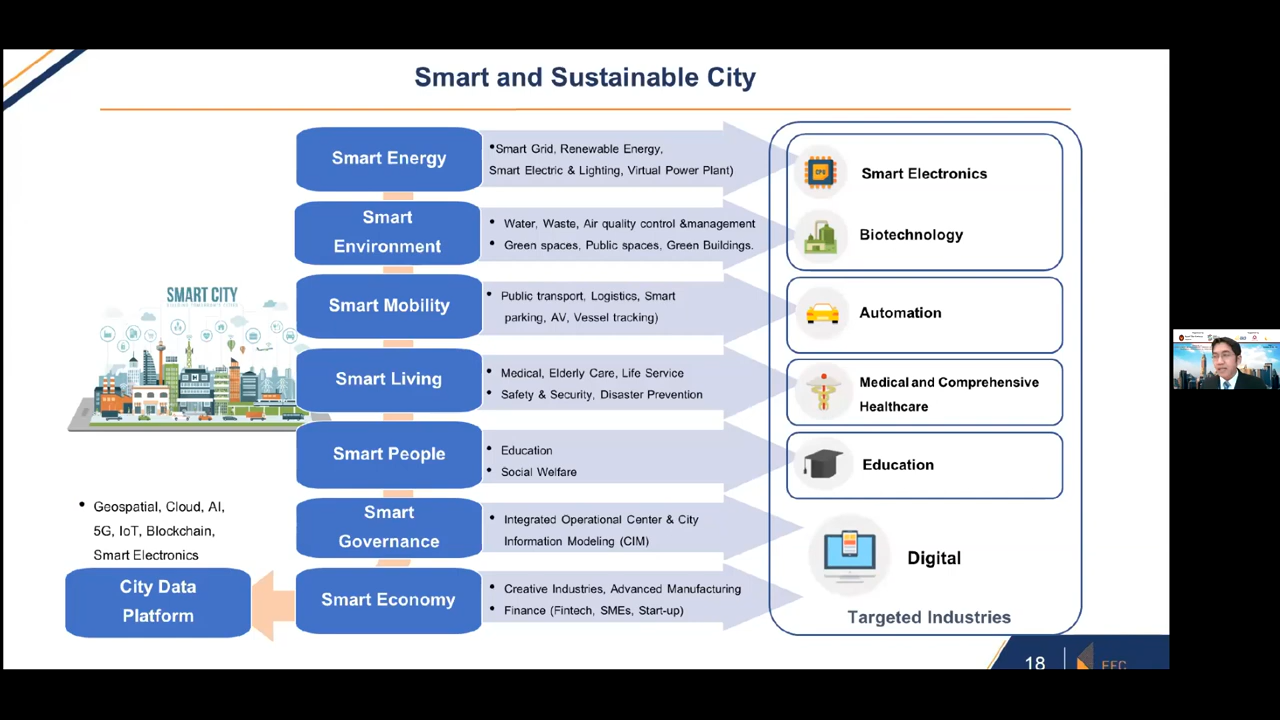 Smart and Sustainable City
Smart Energy
•Smart Grid, Renewable Energy,
Smart Electric & Lighting, Virtual Power Plant)
Smart
Environment
• Water, Waste, Air quality control &management
• Green spaces, Public spaces, Green Buildings.
Smart Mobility
• Public transport, Logistics, Smart
parking, AV, Vessel tracking)
Smart Living
• Medical, Elderly Care, Life Service
• Safety & Security, Disaster Prevention
Smart People
• Education
• Social Welfare
Smart
Governance
• Integrated Operational Center & City
Information Modeling (CIM)
Smart Economy
• Creative Industries, Advanced Manufacturing
• Finance (Fintech, SMEs, Start-up)
SMART CITY
• Geospatial, Cloud, AI,
5G, IoT, Blockchain,
Smart Electronics
City Data
Platform
CPU
Smart Electronics
Biotechnology
Automation
Medical and Comprehensive
Healthcare
Education
Digital
Targeted Industries
18
EEC